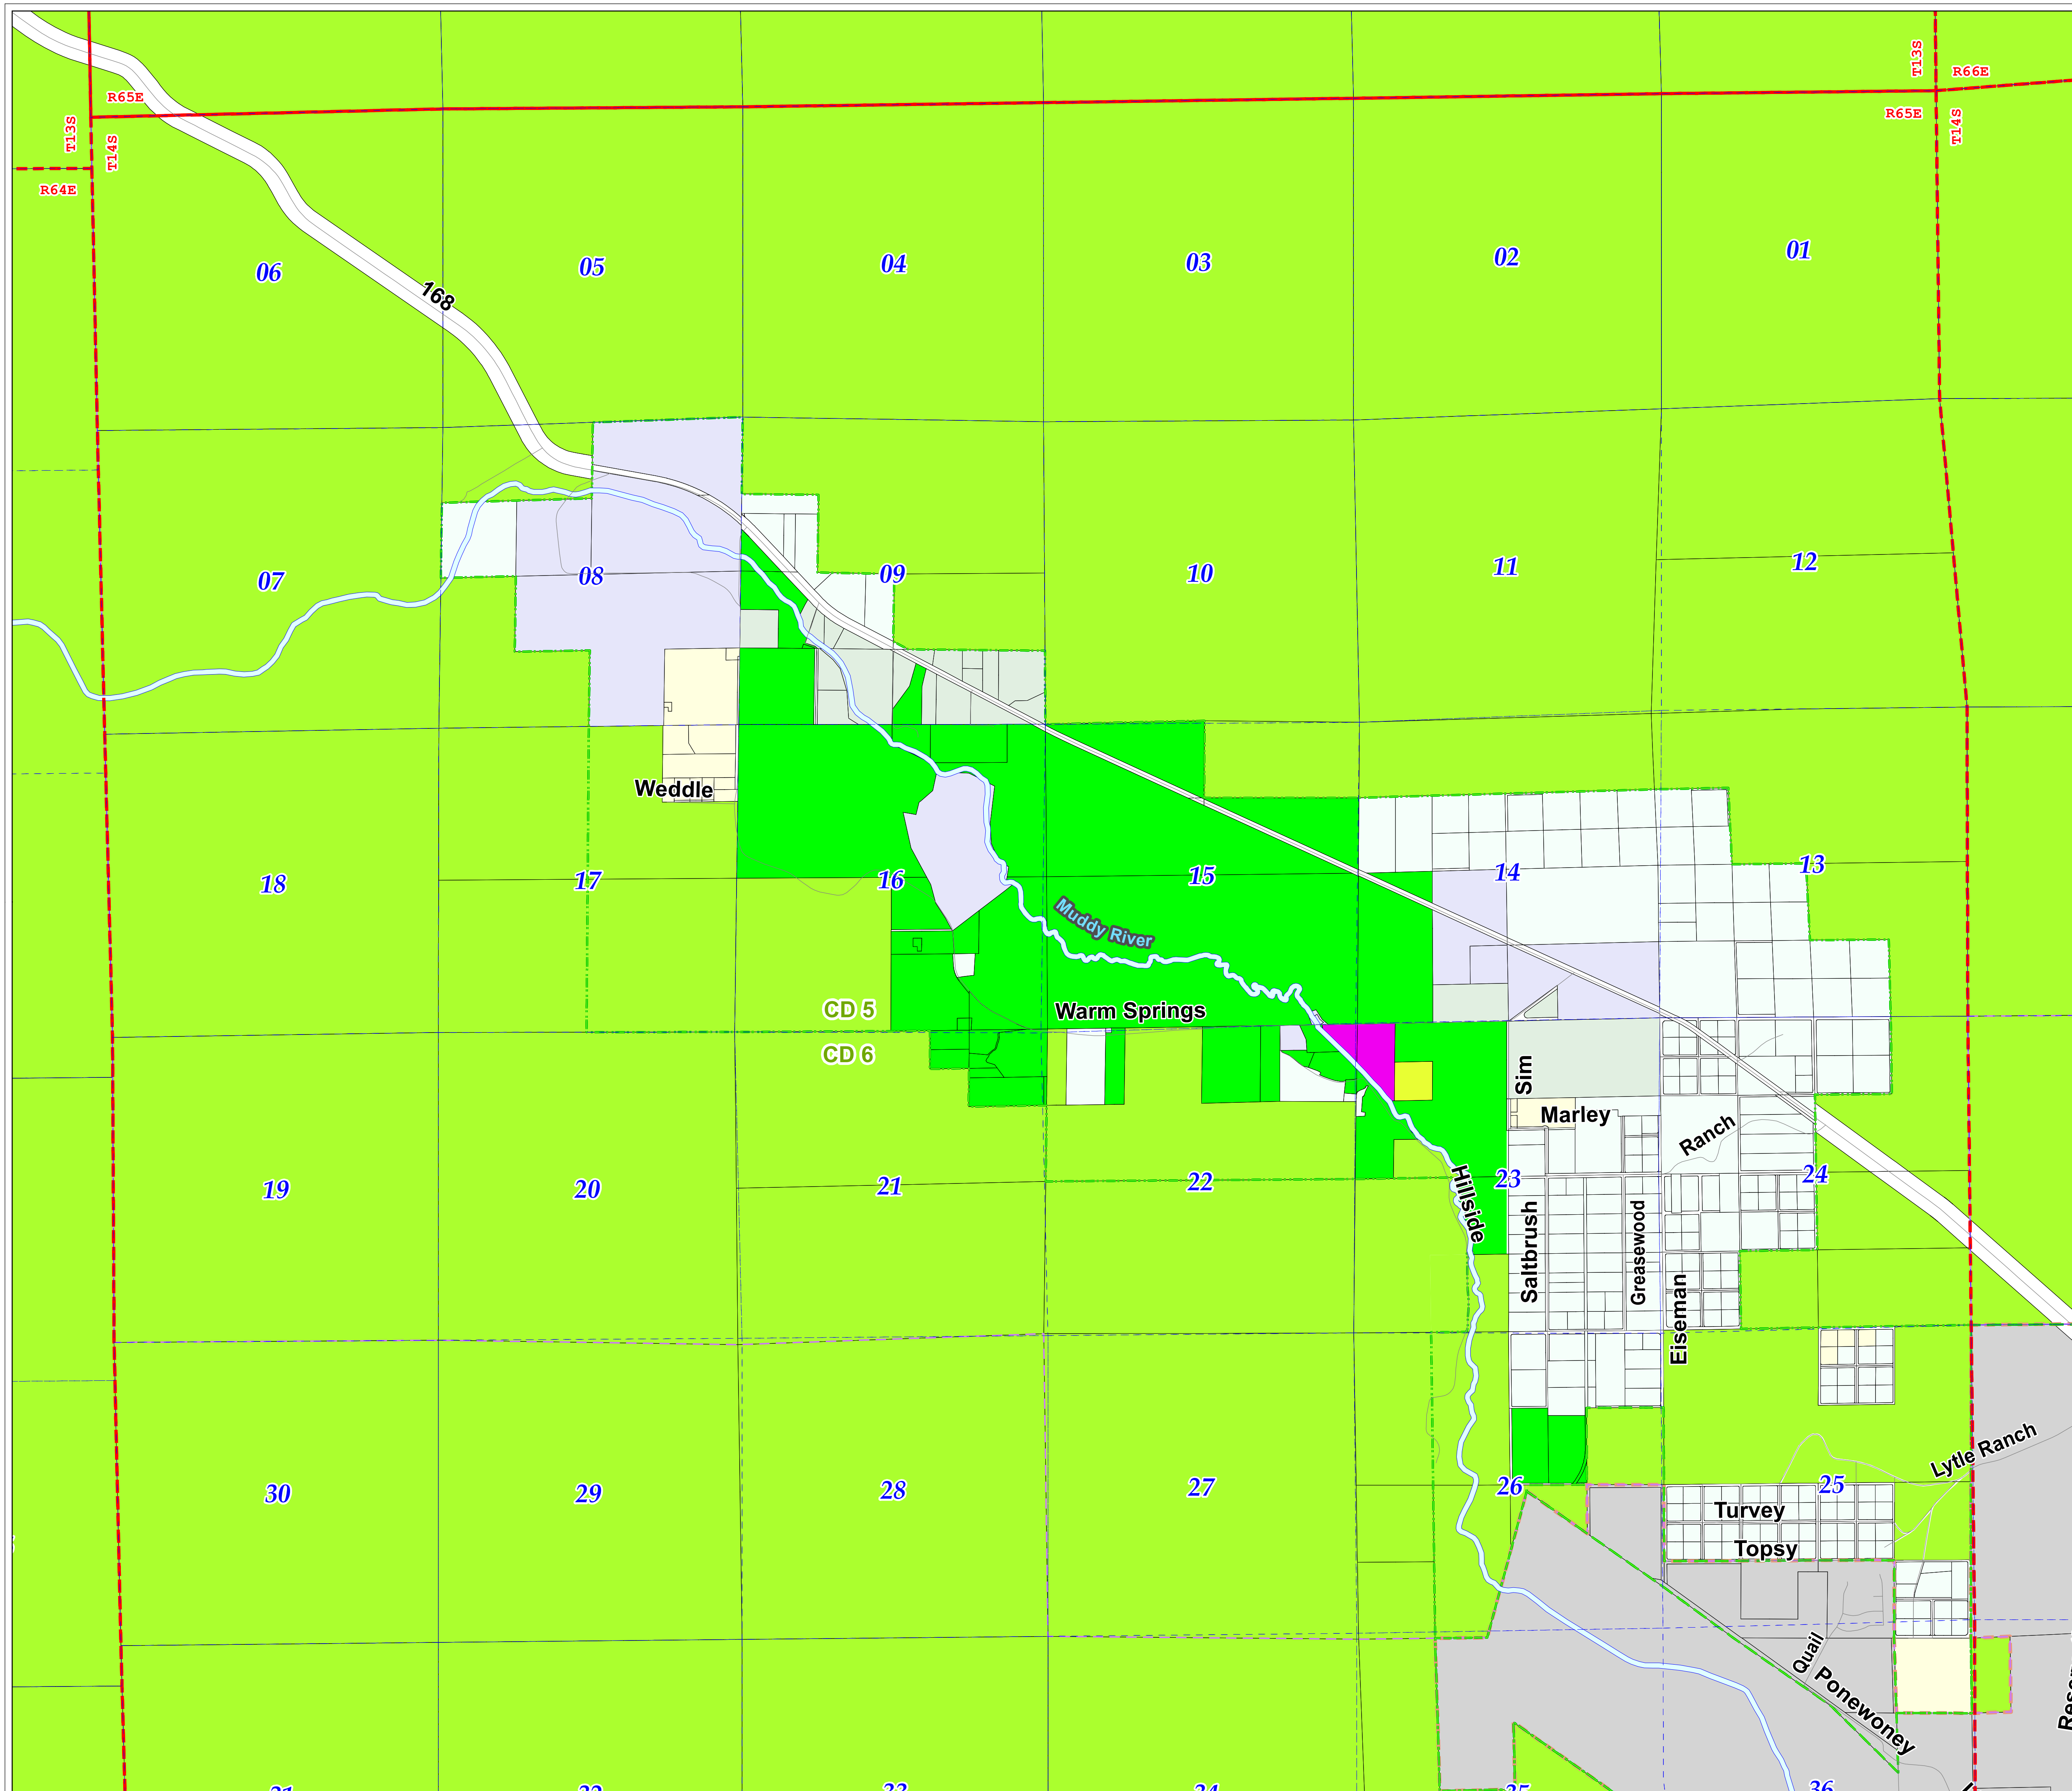 T13S
R66E
R65E
R65E
T14S
T13S
T14S
R64E
06
05
04
03
02
01
168
07
08
09
10
11
12
Weddle
18
17
16
15
14
13
Muddy River
CD 5
Warm Springs
CD 6
Sim
Marley
Ranch
19
20
21
22
23
24
Hillside
Saltbrush
Greasewood
Eiseman
Lytle Ranch
30
29
28
27
26
25
Turvey
Topsy
Quail
Ponewoney